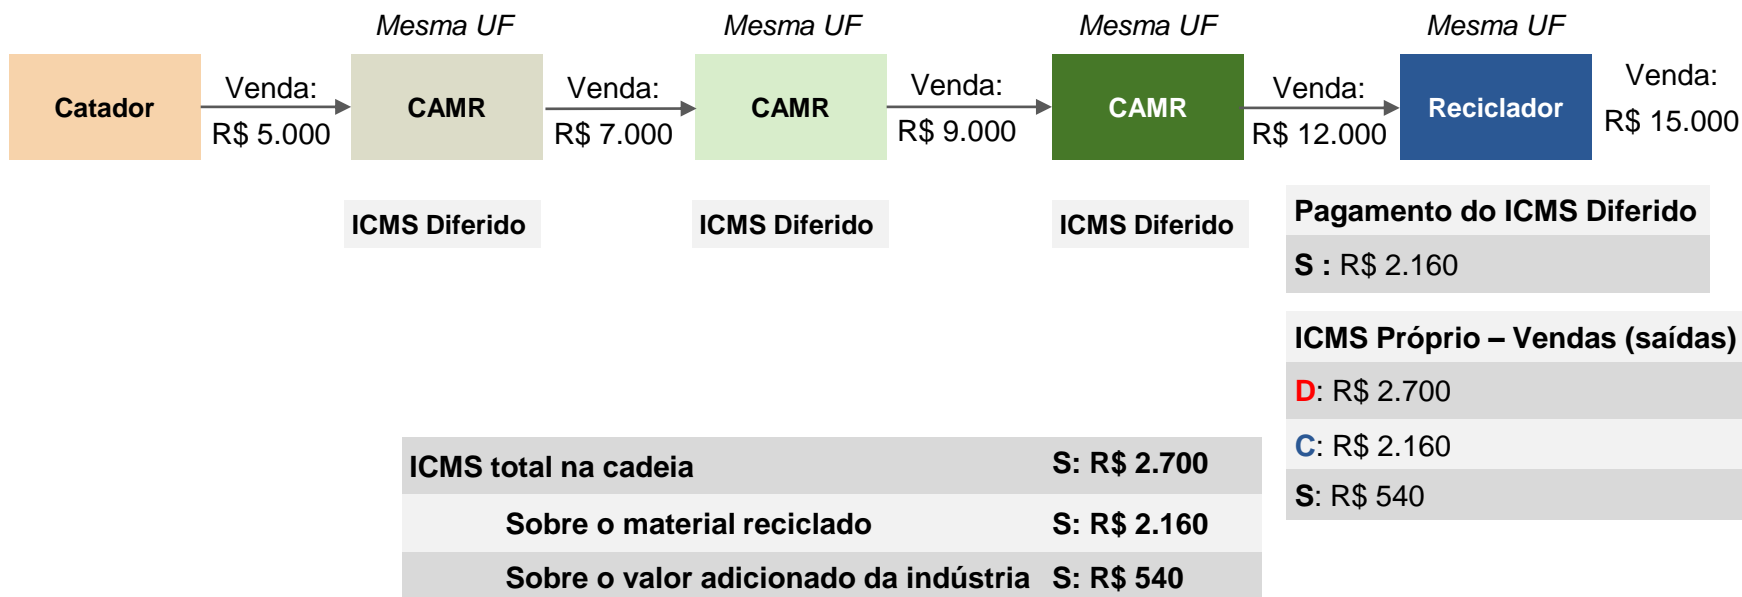 Mesma UF
Mesma UF
Mesma UF
Mesma UF
Catador
Venda:
R$ 5.000
CAMR
Venda:
R$ 7.000
CAMR
Venda:
R$ 9.000
CAMR
Venda:
R$ 12.000
Reciclador
Venda:
R$ 15.000
ICMS Diferido
ICMS Diferido
ICMS Diferido
Pagamento do ICMS Diferido
S : R$ 2.160
ICMS Próprio – Vendas (saídas)
D: R$ 2.700
C: R$ 2.160
S: R$ 540
ICMS total na cadeia S: R$ 2.700
Sobre o material reciclado S: R$ 2.160
Sobre o valor adicionado da indústria S: R$ 540